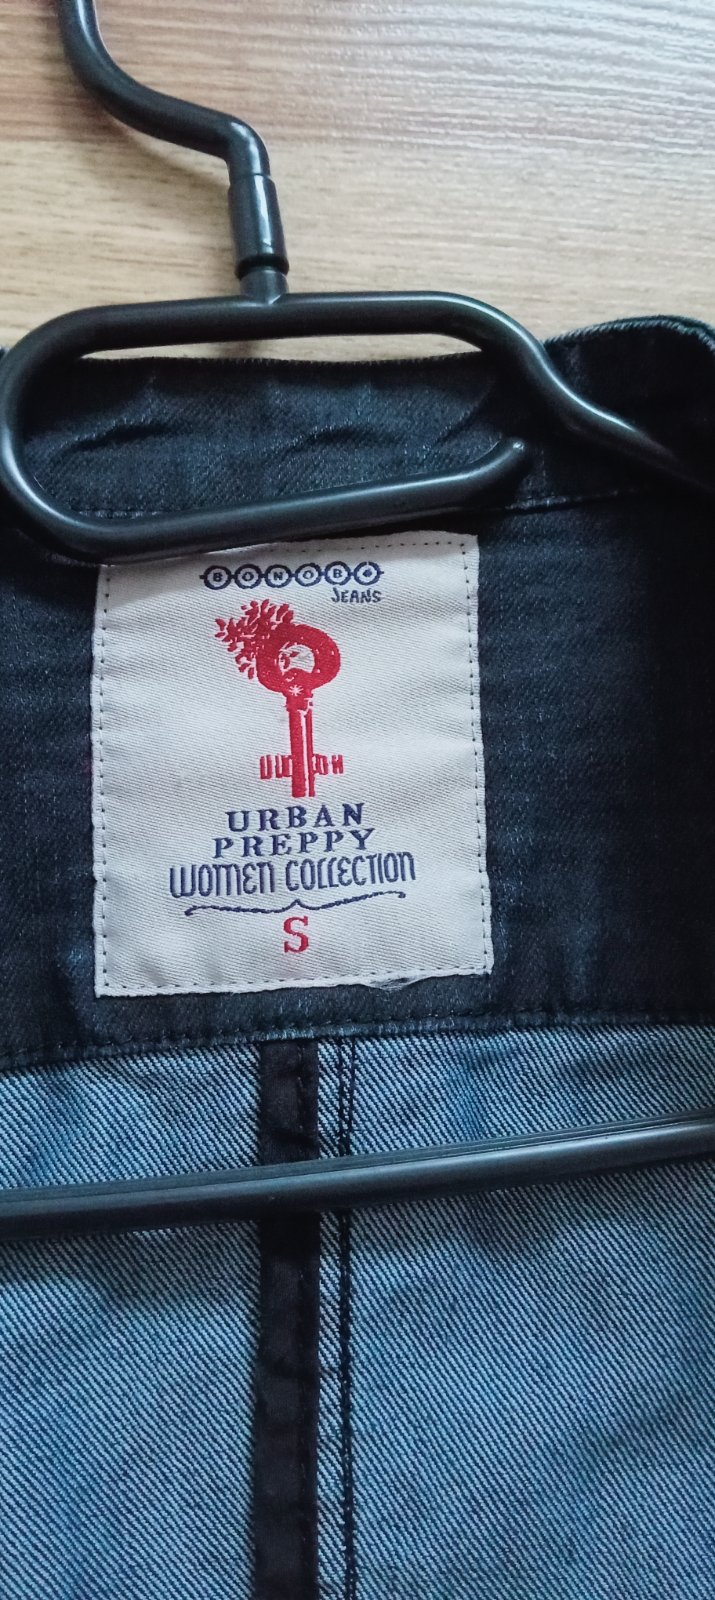 BONOBO
JEANS
URBAN
PREPPY
WOMEN COLLECTION
S